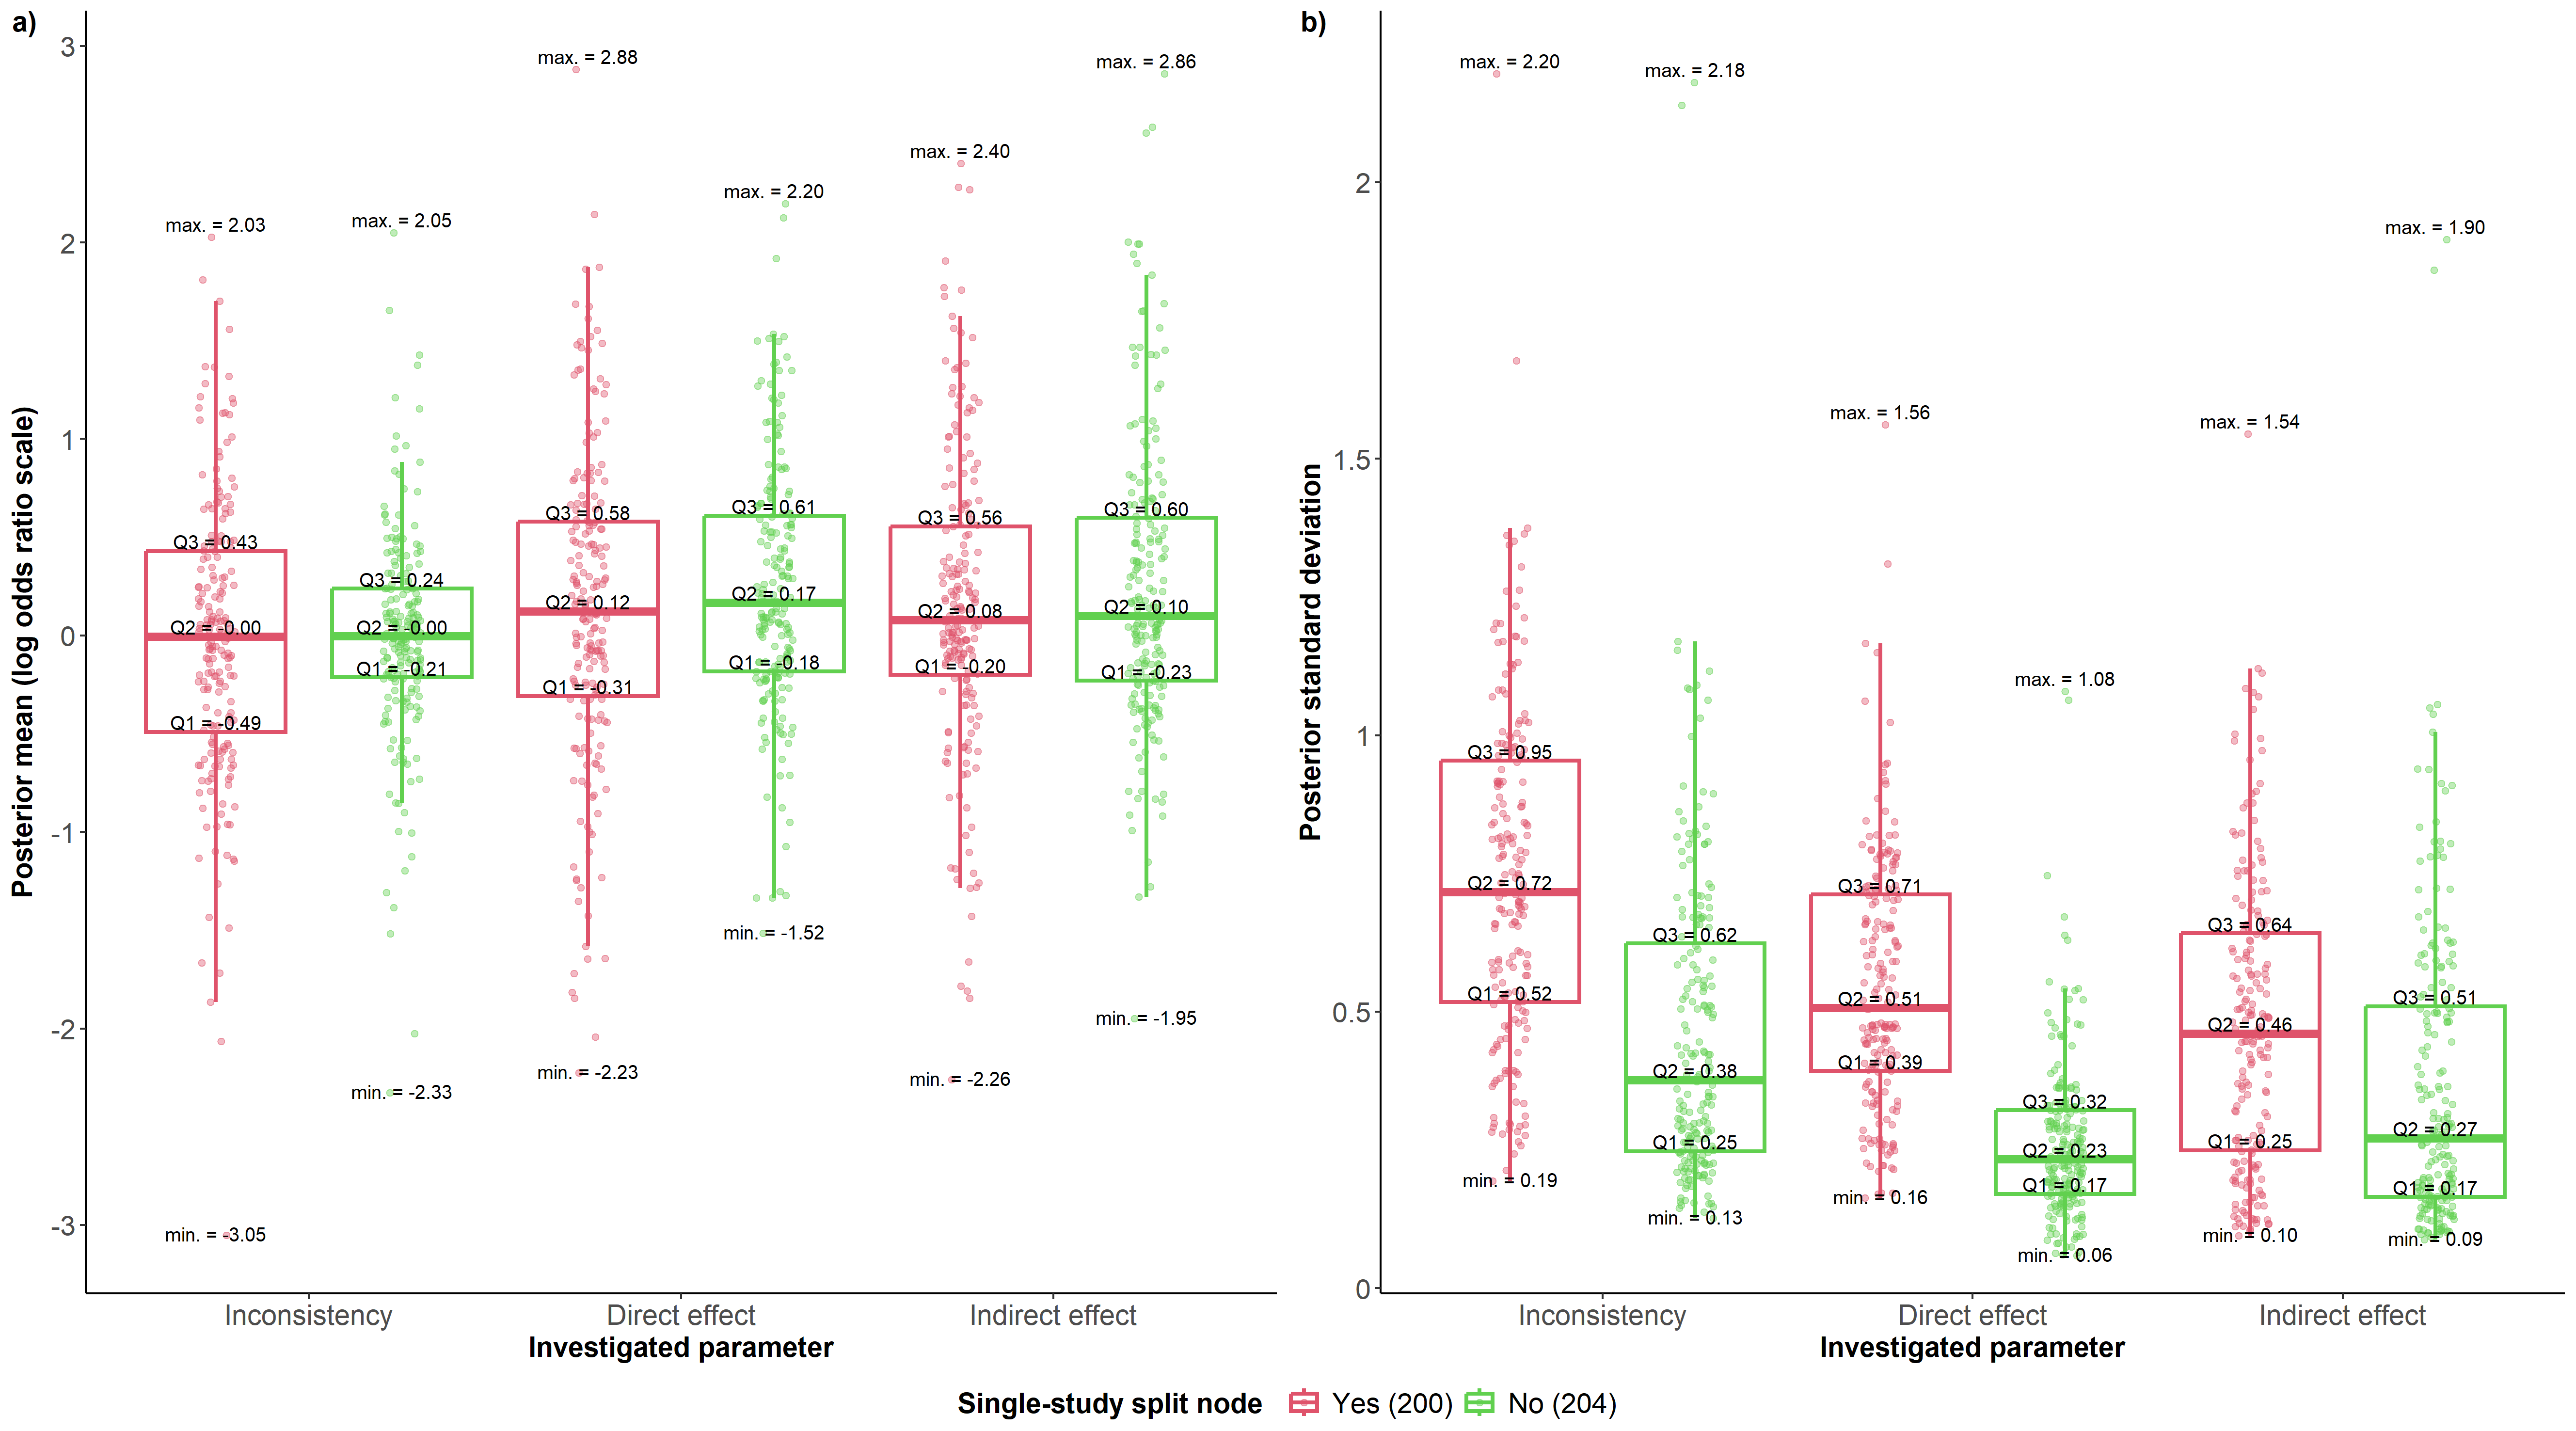 a)
b)
3
2
1
0
-1
-2
-3
Posterior mean (log odds ratio scale)
max. = 2.03
Q3 = 0.43
Q2 = -0.00
Q1 = -0.49
min. = -3.05
max. = 2.05
Q3 = 0.24
Q2 = -0.00
Q1 = -0.21
min. = -2.33
max. = 2.88
Q3 = 0.58
Q2 = 0.12
Q1 = -0.31
min. = -2.23
max. = 2.20
Q3 = 0.61
Q2 = 0.17
Q1 = -0.18
min. = -1.52
max. = 2.40
Q3 = 0.56
Q2 = 0.08
Q1 = -0.20
min. = -2.26
max. = 2.86
Q3 = 0.60
Q2 = 0.10
Q1 = -0.23
min. = -1.95
Inconsistency
Direct effect
Indirect effect
Investigated parameter
2
1.5
1
0.5
0
Posterior standard deviation
max. = 2.20
Q3 = 0.95
Q2 = 0.72
Q1 = 0.52
min. = 0.19
max. = 2.18
Q3 = 0.62
Q2 = 0.38
Q1 = 0.25
min. = 0.13
max. = 1.56
Q3 = 0.71
Q2 = 0.51
Q1 = 0.39
min. = 0.16
max. = 1.08
Q3 = 0.32
Q2 = 0.23
Q1 = 0.17
min. = 0.06
max. = 1.54
Q3 = 0.64
Q2 = 0.46
Q1 = 0.25
min. = 0.10
max. = 1.90
Q3 = 0.51
Q2 = 0.27
Q1 = 0.17
min. = 0.09
Inconsistency
Direct effect
Indirect effect
Investigated parameter
Single-study split node Yes (200) No (204)